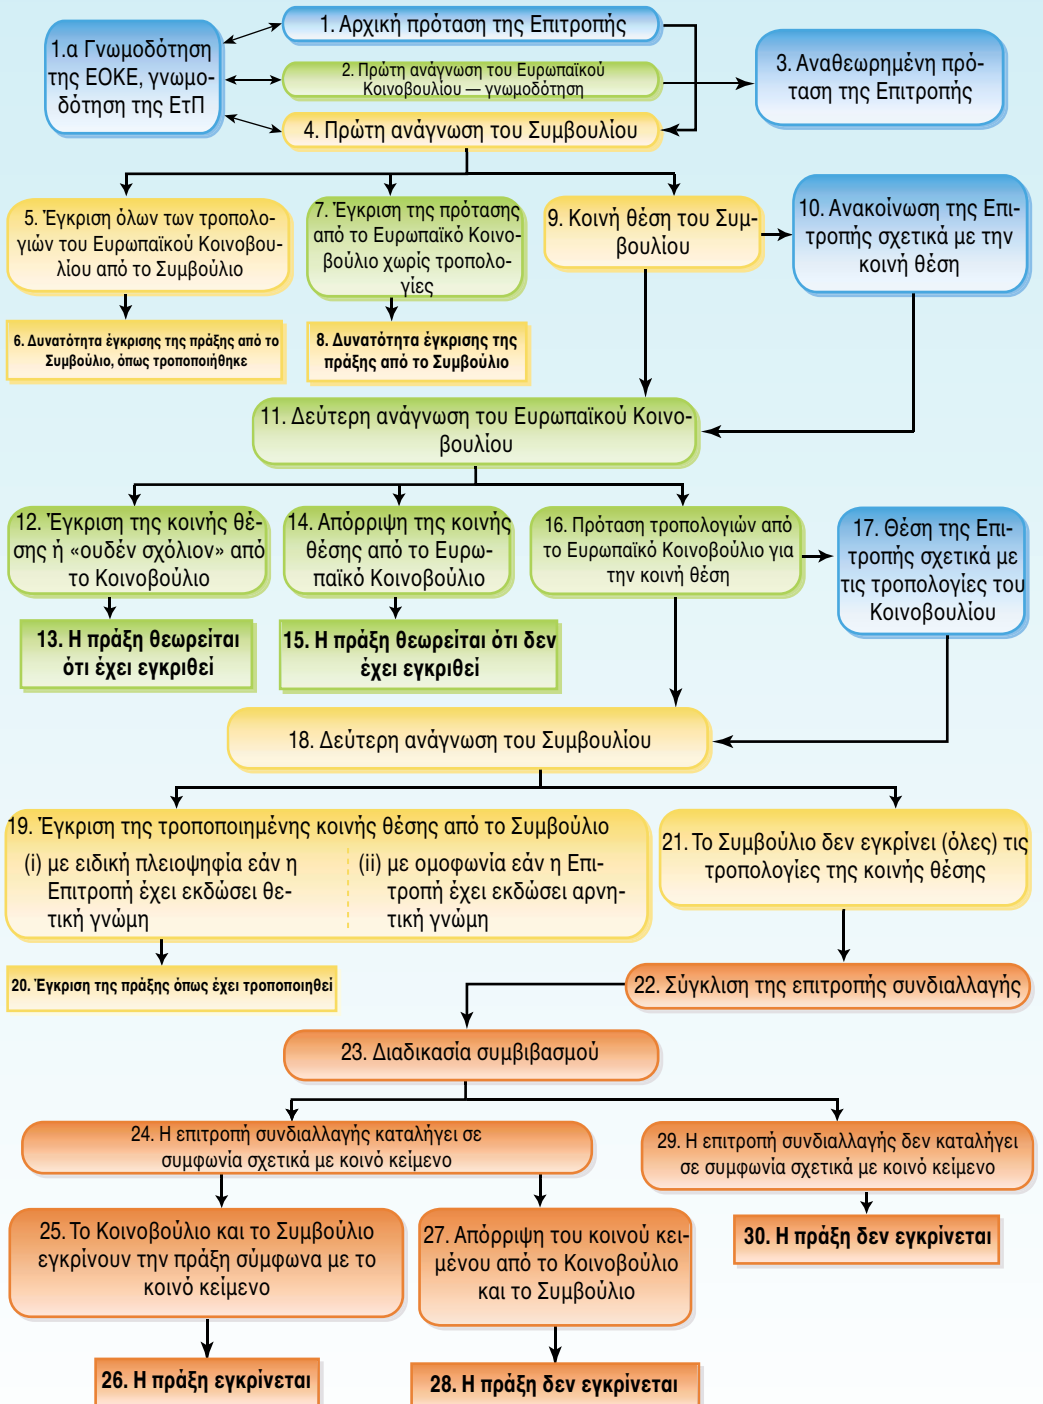 1.α Γνωμοδότηση
της ΕΟΚΕ, γνωμο-
δότηση της ΕτΠ
1. Αρχική πρόταση της Επιτροπής
2. Πρώτη ανάγνωση του Ευρωπαϊκού
Κοινοβουλίου — γνωμοδότηση
3. Αναθεωρημένη πρό-
ταση της Επιτροπής
4. Πρώτη ανάγνωση του Συμβουλίου
5. Έγκριση όλων των τροπολο-
γιών του Ευρωπαϊκού Κοινοβου-
λίου από το Συμβούλιο
6. Δυνατότητα έγκρισης της πράξης από το
Συμβούλιο, όπως τροποποιήθηκε
7. Έγκριση της πρότασης
από το Ευρωπαϊκό Κοινο-
βούλιο χωρίς τροπολο-
γίες
8. Δυνατότητα έγκρισης της
πράξης από το Συμβούλιο
9. Κοινή θέση του Συμ-
βουλίου
10. Ανακοίνωση της Επι-
τροπής σχετικά με την
κοινή θέση
11. Δεύτερη ανάγνωση του Ευρωπαϊκού Κοινο-
βουλίου
12. Έγκριση της κοινής θέ-
σης ή «ουδέν σχόλιον» από
το Κοινοβούλιο
13. Η πράξη θεωρείται
ότι έχει εγκριθεί
14. Απόρριψη της κοινής
θέσης από το Ευρω-
παϊκό Κοινοβούλιο
15. Η πράξη θεωρείται ότι δεν
έχει εγκριθεί
16. Πρόταση τροπολογιών από
το Ευρωπαϊκό Κοινοβούλιο για
την κοινή θέση
17. Θέση της Επι-
τροπής σχετικά με
τις τροπολογίες του
Κοινοβουλίου
18. Δεύτερη ανάγνωση του Συμβουλίου
19. Έγκριση της τροποποιημένης κοινής θέσης από το Συμβούλιο
(i) με ειδική πλειοψηφία εάν η
Επιτροπή έχει εκδώσει θε-
τική γνώμη
(ii) με ομοφωνία εάν η Επι-
τροπή έχει εκδώσει αρνη-
τική γνώμη
20. Έγκριση της πράξης όπως έχει τροποποιηθεί
21. Το Συμβούλιο δεν εγκρίνει (όλες) τις
τροπολογίες της κοινής θέσης
22. Σύγκλιση της επιτροπής συνδιαλλαγής
23. Διαδικασία συμβιβασμού
24. Η επιτροπή συνδιαλλαγής καταλήγει σε
συμφωνία σχετικά με κοινό κείμενο
25. Το Κοινοβούλιο και το Συμβούλιο
εγκρίνουν την πράξη σύμφωνα με το
κοινό κείμενο
26. Η πράξη εγκρίνεται
27. Απόρριψη του κοινού κει-
μένου από το Κοινοβούλιο
και το Συμβούλιο
28. Η πράξη δεν εγκρίνεται
29. Η επιτροπή συνδιαλλαγής δεν καταλήγει
σε συμφωνία σχετικά με κοινό κείμενο
30. Η πράξη δεν εγκρίνεται